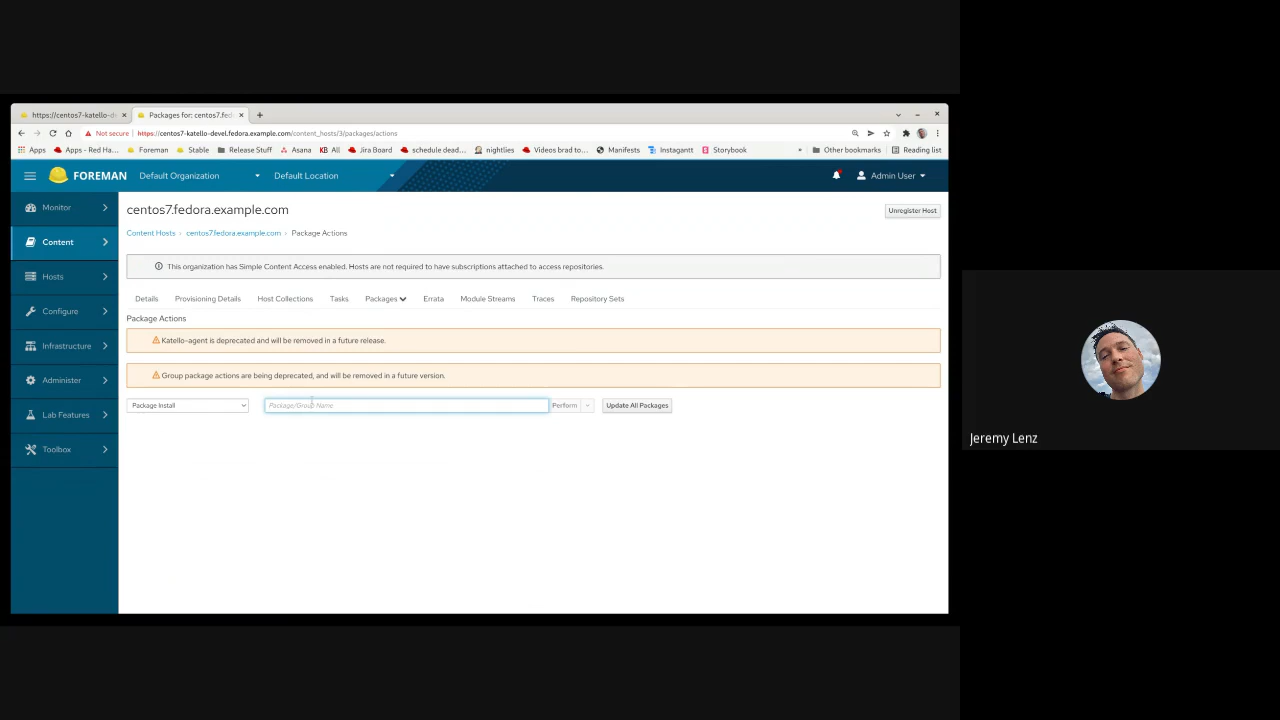 https://centos7-katello-d
Packages for: centos7.fed
Not secure https://centos7-katello-devel.fedora.example.com/content_hosts/3/packages/actions
Apps Apps - Red Ha... Foreman Stable Release Stuff Asana KB All Jira Board schedule dead... nightlies Videos brad to... Manifests Instagantt Storybook » Other bookmarks Reading list
FOREMAN Default Organization Default Location Admin User
Monitor
Content
Hosts
Configure
Infrastructure
Administer
Lab Features
Toolbox
centos7.fedora.example.com
Unregister Host
Content Hosts › centos7.fedora.example.com › Package Actions
This organization has Simple Content Access enabled. Hosts are not required to have subscriptions attached to access repositories.
Details Provisioning Details Host Collections Tasks Packages Errata Module Streams Traces Repository Sets
Package Actions
Katello-agent is deprecated and will be removed in a future release.
Group package actions are being deprecated, and will be removed in a future version.
Package Install Package/Group Name Perform Update All Packages
Jeremy Lenz